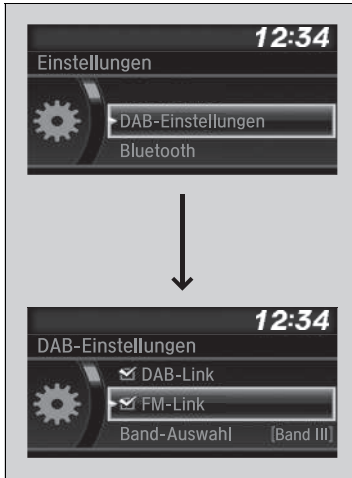 12:34
Einstellungen
DAB-Einstellungen
Bluetooth
12:34
DAB-Einstellungen
DAB-Link
FM-Link
Band-Auswahl [Band III]